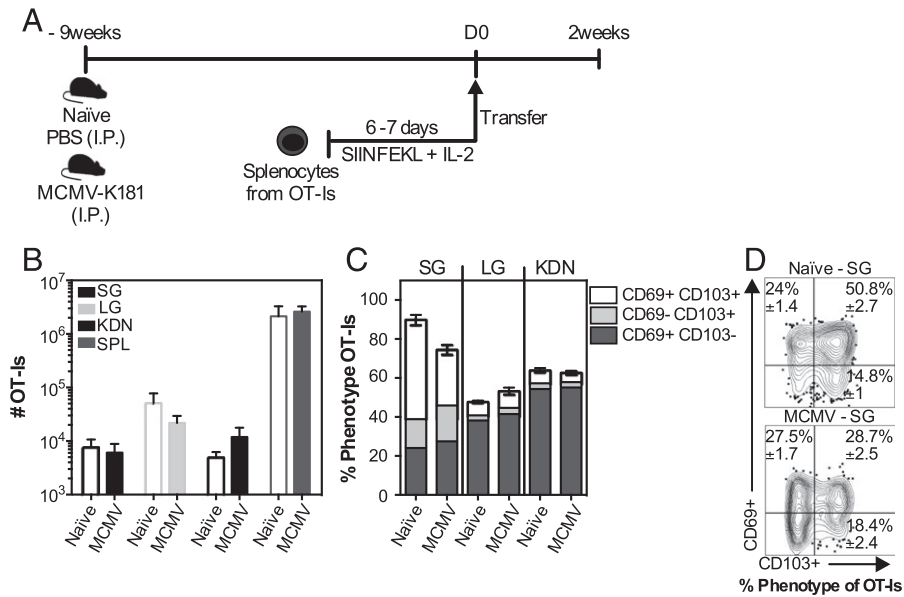 A
- 9weeks
D0
2weeks
Naïve
PBS (I.P.)
MCMV-K181
(I.P.)
6 -7 days
SIINFEKL + IL-2
Transfer
Splenocytes
from OT-Is
B
10^7
10^6
10^5
10^4
10^3
# OT-Is
SG
LG
KDN
SPL
Naïve
MCMV
Naïve
MCMV
Naïve
MCMV
Naïve
MCMV
C
SG
LG
KDN
100
80
60
40
20
0
% Phenotype OT-Is
Naïve
MCMV
Naïve
MCMV
Naïve
MCMV
CD69+ CD103+
CD69- CD103+
CD69+ CD103-
D
Naïve - SG
24%
±1.4
50.8%
±2.7
14.8%
±1
MCMV - SG
27.5%
±1.7
28.7%
±2.5
18.4%
±2.4
CD69+
CD103+
% Phenotype of OT-Is